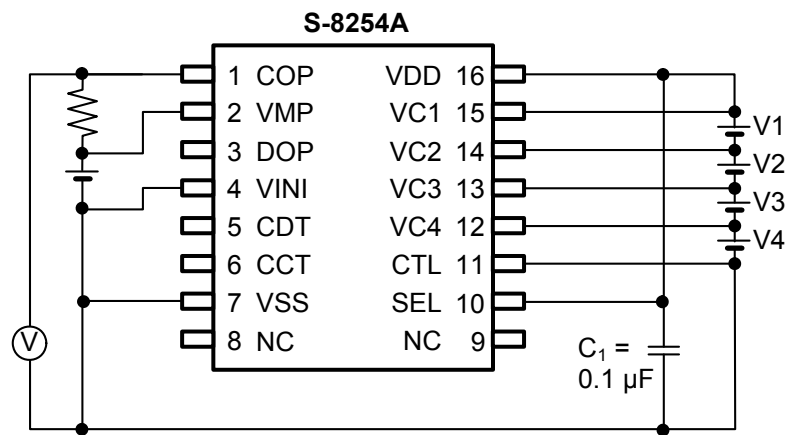 S-8254A
1 COP VDD 16
2 VMP VC1 15
V1
3 DOP VC2 14
V2
4 VINI VC3 13
V3
5 CDT VC4 12
V4
6 CCT CTL 11
7 VSS SEL 10
8 NC NC 9
V
C₁ =
0.1 µF